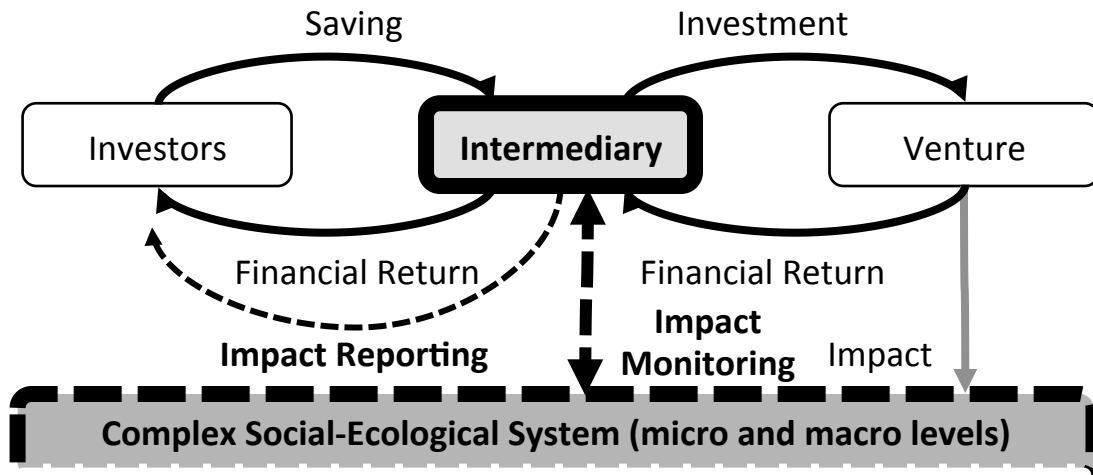 Saving
Investment
Investors
Intermediary
Venture
Financial Return
Financial Return
Impact Reporting
Impact
Monitoring
Impact
Complex Social-Ecological System (micro and macro levels)